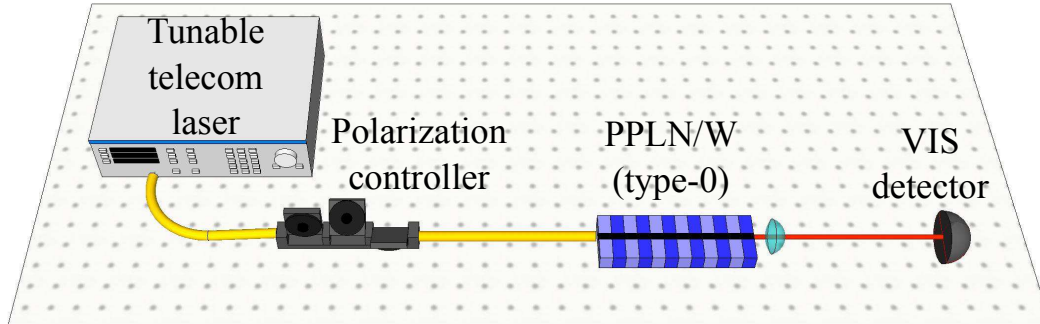 Tunable
telecom
laser
Polarization
controller
PPLN/W
(type-0)
VIS
detector